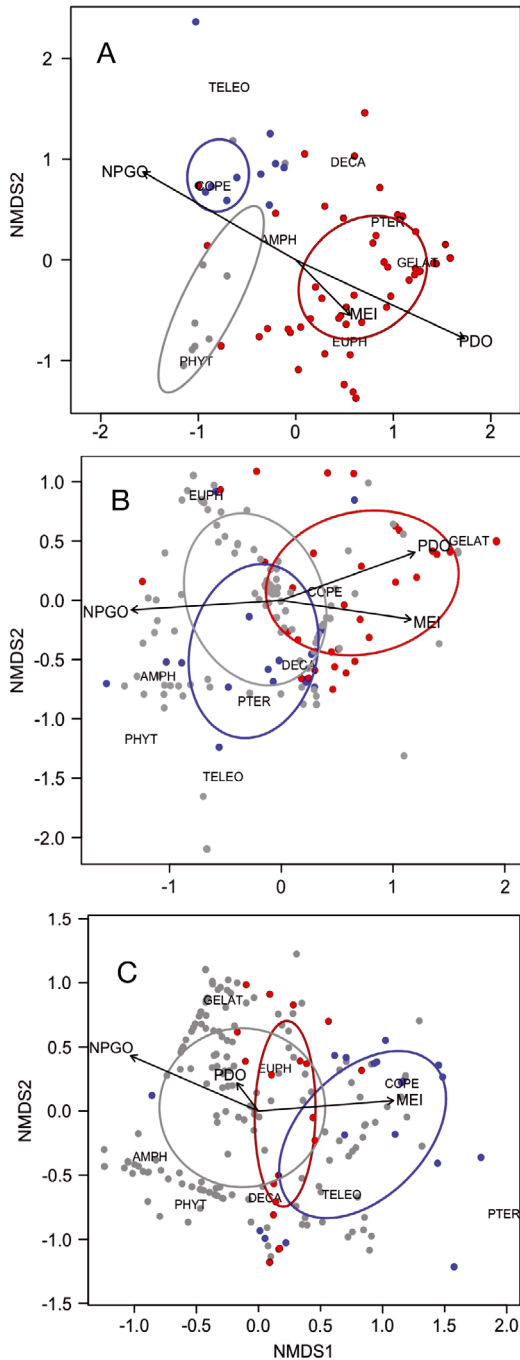 A
TELEO
2
DECA
1
NPGO
COPE
PTER
AMPH
GELAT
0
NMDS2
MEI
EUPH
PDO
PHYT
-1
-2
-1
0
1
2
B
1.0
EUPH
PDO
GELAT
0.5
COPE
NPGO
0.0
MEI
NMDS2
DECA
-0.5
AMPH
PTER
-1.0
PHYT
TELEO
-1.5
-2.0
-1
0
1
2
C
1.5
1.0
GELAT
NPGO
0.5
PDO
EUPH
COPE
MEI
0.0
NMDS2
AMPH
-0.5
PHYT
DECA
TELEO
PTER
-1.0
-1.5
-1.0
-0.5
0.0
0.5
1.0
1.5
2.0
NMDS1